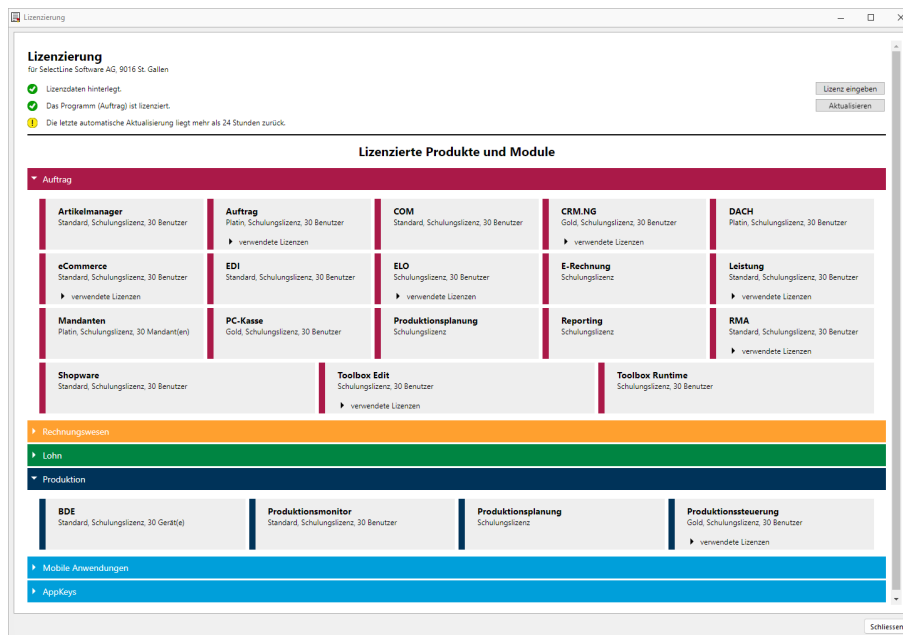 Lizenzierung
Lizenzierung
für SelectLine Software AG, 9016 St. Gallen
Lizenzdaten hinterlegt.
Lizenz eingeben
Das Programm (Auftrag) ist lizenziert.
Aktualisieren
Die letzte automatische Aktualisierung liegt mehr als 24 Stunden zurück.
Lizenzierte Produkte und Module
Auftrag
Artikelmanager
Standard, Schulungslizenz, 30 Benutzer
Auftrag
Platin, Schulungslizenz, 30 Benutzer
verwendete Lizenzen
COM
Standard, Schulungslizenz, 30 Benutzer
CRM.NG
Gold, Schulungslizenz, 30 Benutzer
verwendete Lizenzen
DACH
Platin, Schulungslizenz, 30 Benutzer
eCommerce
Standard, Schulungslizenz, 30 Benutzer
verwendete Lizenzen
EDI
Standard, Schulungslizenz, 30 Benutzer
ELO
Schulungslizenz, 30 Benutzer
verwendete Lizenzen
E-Rechnung
Schulungslizenz
Leistung
Standard, Schulungslizenz, 30 Benutzer
verwendete Lizenzen
Mandanten
Platin, Schulungslizenz, 30 Mandant(en)
PC-Kasse
Gold, Schulungslizenz, 30 Benutzer
Produktionsplanung
Schulungslizenz
Reporting
Schulungslizenz
RMA
Standard, Schulungslizenz, 30 Benutzer
verwendete Lizenzen
Shopware
Standard, Schulungslizenz, 30 Benutzer
Toolbox Edit
Schulungslizenz, 30 Benutzer
verwendete Lizenzen
Toolbox Runtime
Schulungslizenz, 30 Benutzer
Rechnungswesen
Lohn
Produktion
BDE
Standard, Schulungslizenz, 30 Gerät(e)
Produktionsmonitor
Standard, Schulungslizenz, 30 Benutzer
Produktionsplanung
Schulungslizenz
Produktionssteuerung
Gold, Schulungslizenz, 30 Benutzer
verwendete Lizenzen
Mobile Anwendungen
AppKeys
Schliessen